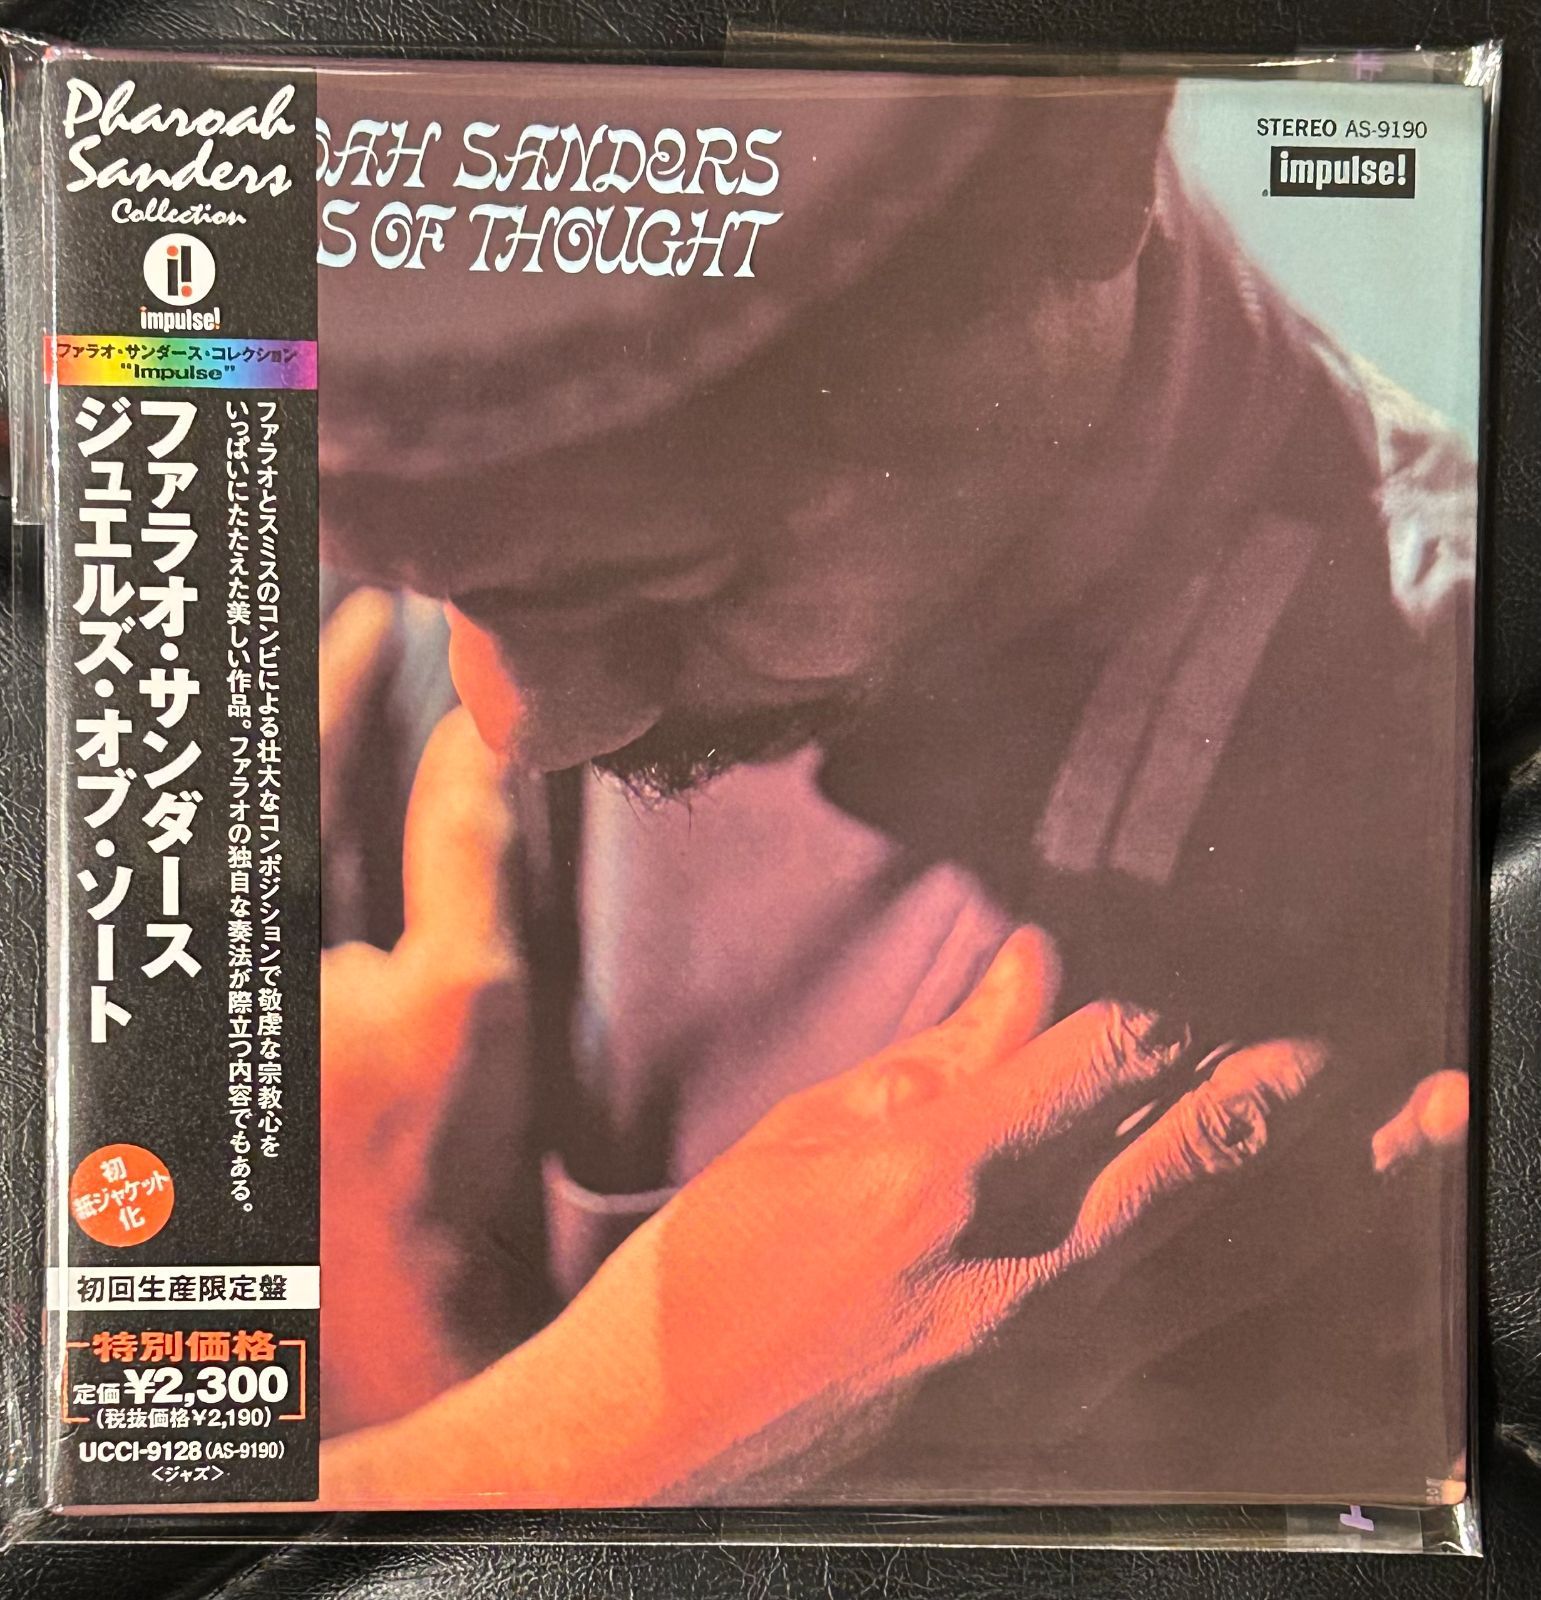 Pharoah
Sanders
Collection
i!
impulse!
ファラオ・サンダース・コレクション
"Impulse"
ファラオとスミスのコンビによる壮大なコンポジションで敬虔な宗教心を
いっぱいにたたえた美しい作品。ファラオの独自な奏法が際立つ内容でもある。
ファラオ・サンダース
ジュエルズ・オブ・ソート
初
紙ジャケット
化
初回生産限定盤
特別価格
定価¥2,300
(税抜価格¥2,190)
UCCI-9128(AS-9190)
<ジャズ>
OAH SANDERS
S OF THOUGHT
STEREO AS-9190
impulse!